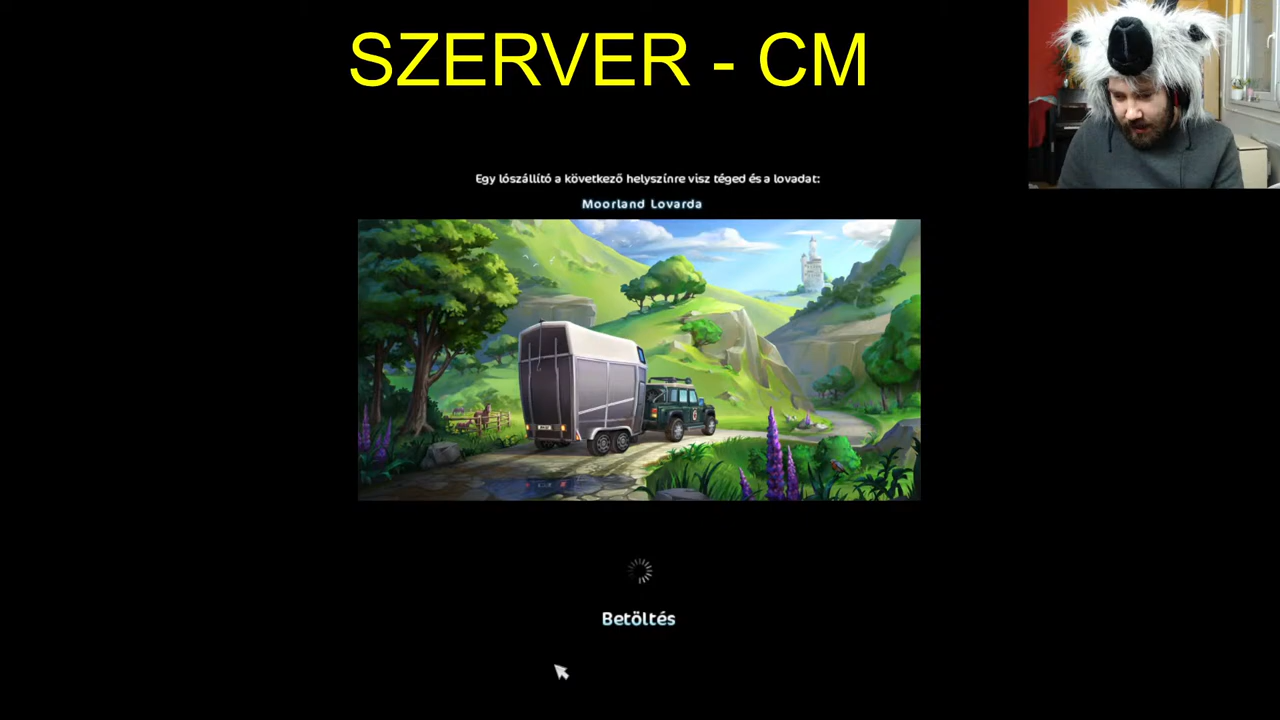 SZERVER - CM
Egy lószállító a következő helyszínre visz téged és a lovadat:
Moorland Lovarda
Betöltés